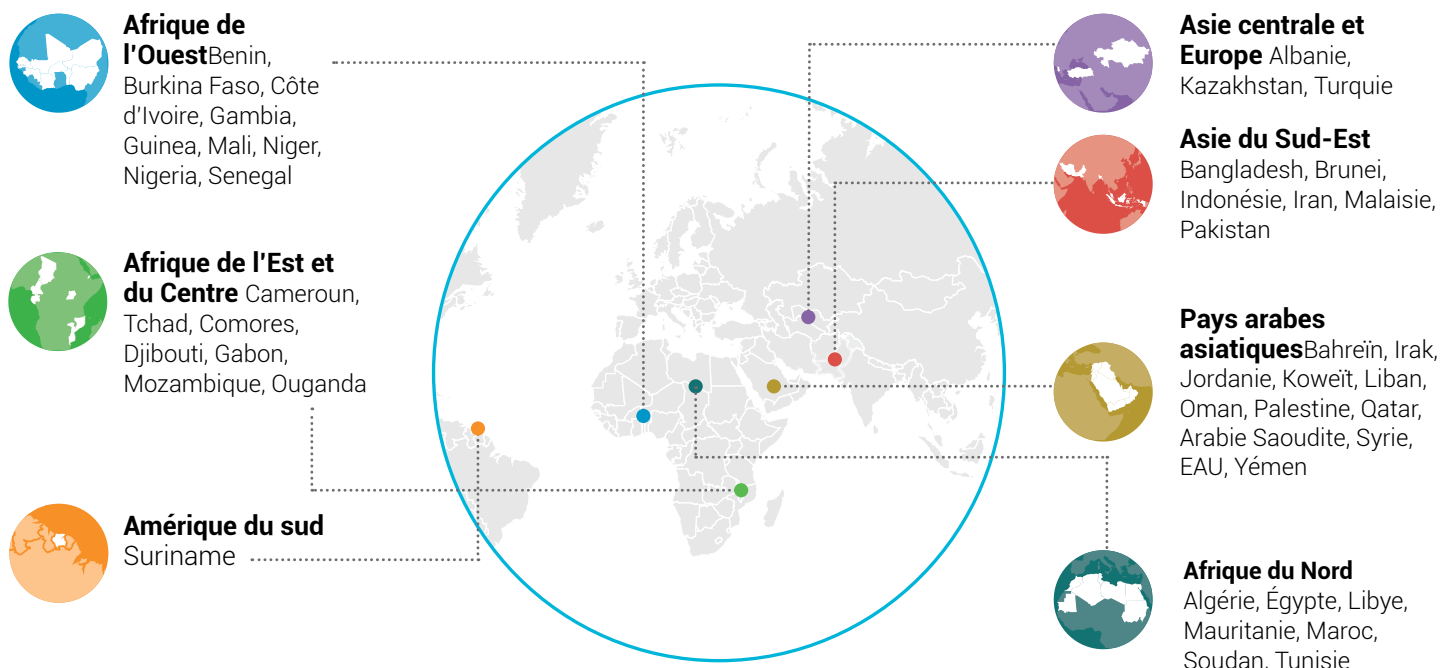 Afrique de
l'OuestBenin,
Burkina Faso, Côte
d'Ivoire, Gambia,
Guinea, Mali, Niger,
Nigeria, Senegal
Afrique de l'Est et
du Centre Cameroun,
Tchad, Comores,
Djibouti, Gabon,
Mozambique, Ouganda
Amérique du sud
Suriname
Asie centrale et
Europe Albanie,
Kazakhstan, Turquie
Asie du Sud-Est
Bangladesh, Brunei,
Indonésie, Iran, Malaisie,
Pakistan
Pays arabes
asiatiquesBahreïn, Irak,
Jordanie, Koweït, Liban,
Oman, Palestine, Qatar,
Arabie Saoudite, Syrie,
EAU, Yémen
Afrique du Nord
Algérie, Égypte, Libye,
Mauritanie, Maroc,
Soudan, Tunisie